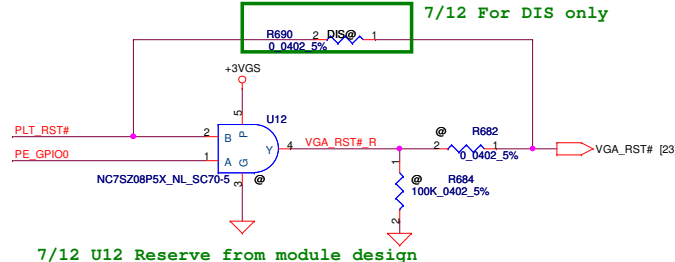 7/12 For DIS only
R690 2 DIS@ 1
0_0402_5%
+3VGS
5
U12
PLT_RST# 2 B P
Y 4 VGA_RST#_R
PE_GPIO0 1 A G
@ R682
2 1
0_0402_5%
VGA_RST# [23
NC7SZ08P5X_NL_SC70-5 3 @
1
@ R684
100K_0402_5%
2
7/12 U12 Reserve from module design